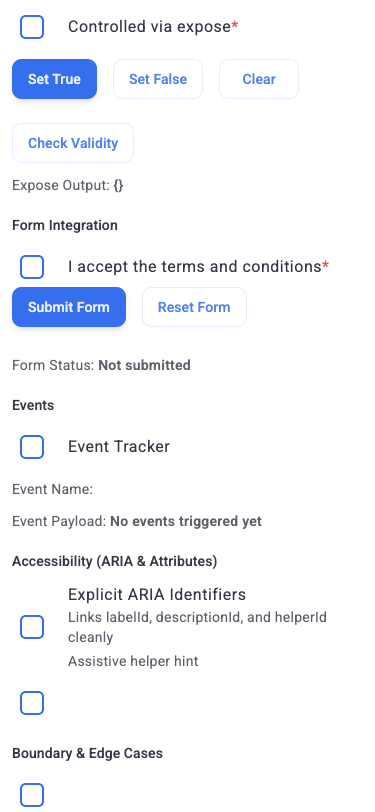 Controlled via expose*
Set True
Set False
Clear
Check Validity
Expose Output: {}
Form Integration
I accept the terms and conditions*
Submit Form
Reset Form
Form Status: Not submitted
Events
Event Tracker
Event Name:
Event Payload: No events triggered yet
Accessibility (ARIA & Attributes)
Explicit ARIA Identifiers
Links labelId, descriptionId, and helperId
cleanly
Assistive helper hint
Boundary & Edge Cases